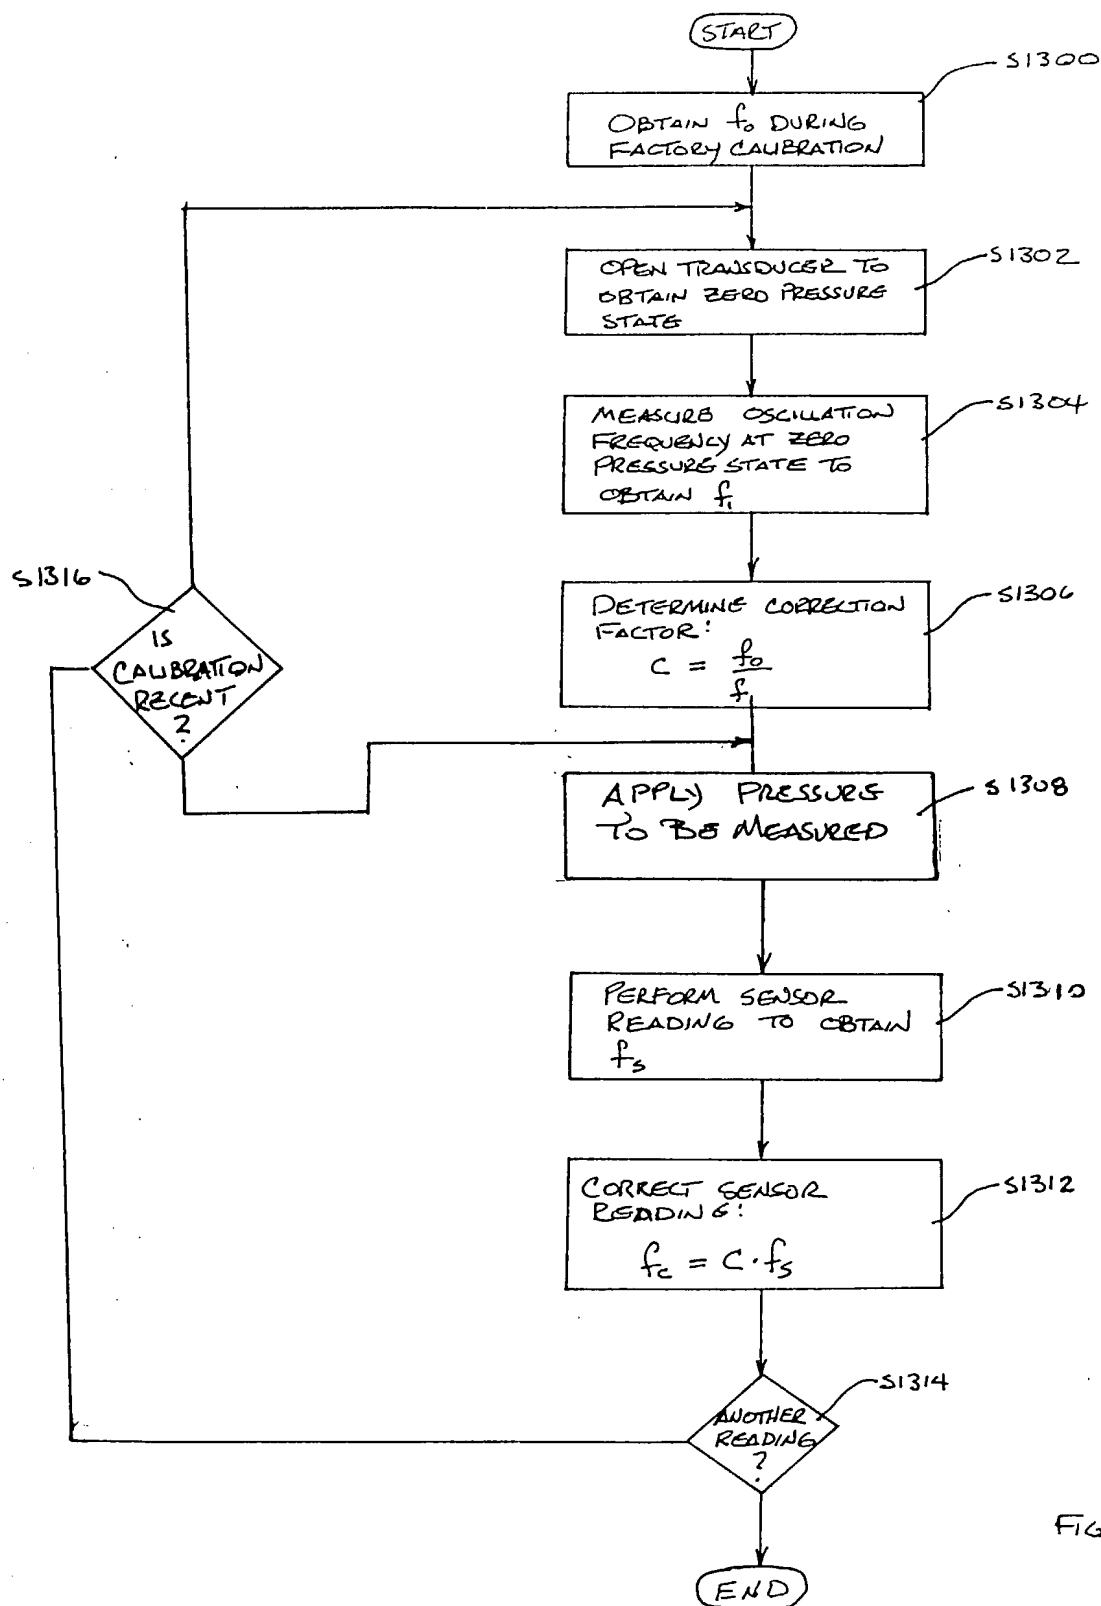 START
S1300
OBTAIN f₀ DURING
FACTORY CALIBRATION
S1302
OPEN TRANSDUCER TO
OBTAIN ZERO PRESSURE
STATE
S1304
MEASURE OSCILLATION
FREQUENCY AT ZERO
PRESSURE STATE TO
OBTAIN f₁
S1316
IS
CALIBRATION
RECENT
?
S1306
DETERMINE CORRECTION
FACTOR:
C = f₀/f
S1308
APPLY PRESSURE
TO BE MEASURED
S1310
PERFORM SENSOR
READING TO OBTAIN
fs
S1312
CORRECT SENSOR
READING:
fc = C·fs
S1314
ANOTHER
READING
?
FIG
END